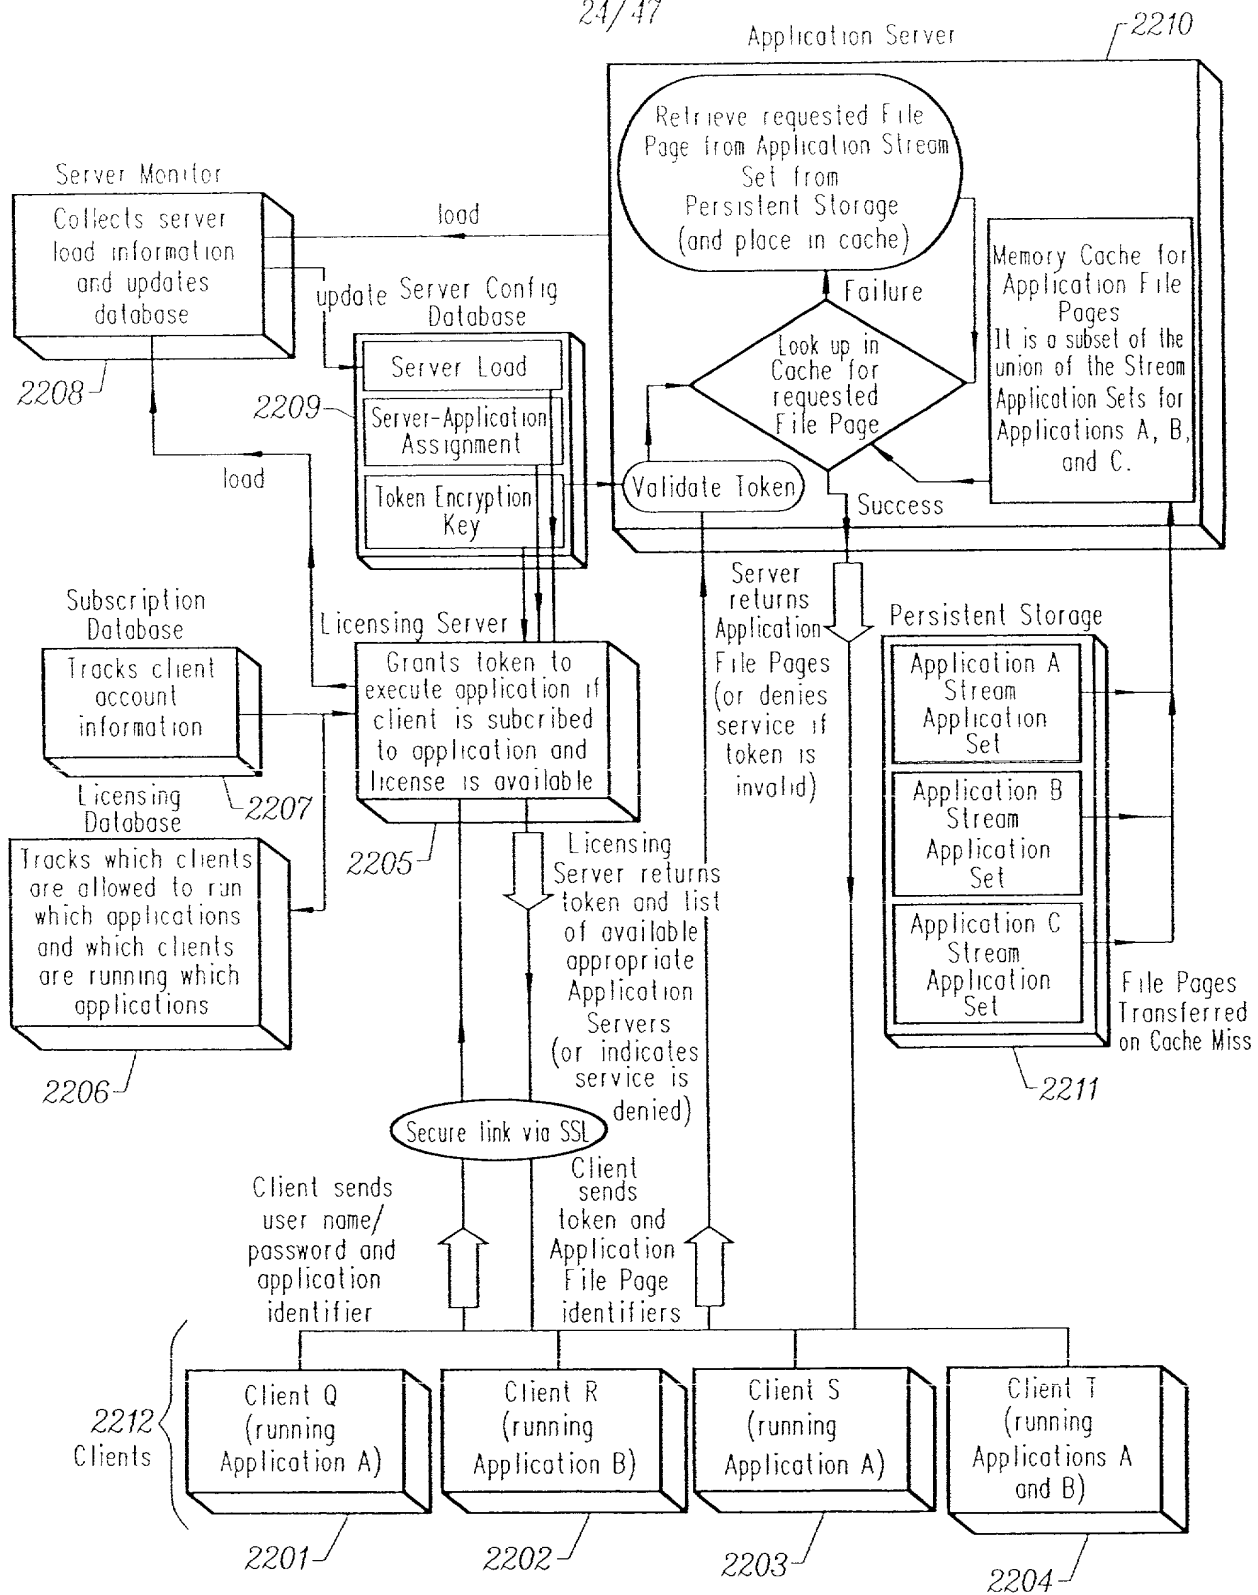 24/47
Application Server
2210
Retrieve requested File
Page from Application Stream
Set from
Persistent Storage
(and place in cache)
Server Monitor
Collects server
load information
and updates
database
2208
load
update
Server Config
Database
Server Load
Server-Application
Assignment
Token Encryption
Key
2209
Failure
Look up in
Cache for
requested
File Page
Success
Validate Token
Memory Cache for
Application File
Pages
It is a subset of the
union of the Stream
Application Sets for
Applications A, B,
and C.
load
Subscription
Database
Tracks client
account
information
2207
Licensing Server
Grants token to
execute application if
client is subcribed
to application and
license is available
2205
Server
returns
Application
File Pages
(or denies
service if
token is
invalid)
Persistent Storage
Application A
Stream
Application
Set
Application B
Stream
Application
Set
Application C
Stream
Application
Set
2211
File Pages
Transferred
on Cache Miss
Licensing
Database
Tracks which clients
are allowed to run
which applications
and which clients
are running which
applications
2206
Licensing
Server returns
token and list
of available
appropriate
Application
Servers
(or indicates
service is
denied)
Secure link via SSL
Client sends
user name/
password and
application
identifier
Client
sends
token and
Application
File Page
identifiers
2212
Clients
Client Q
(running
Application A)
2201
Client R
(running
Application B)
2202
Client S
(running
Application A)
2203
Client T
(running
Applications A
and B)
2204